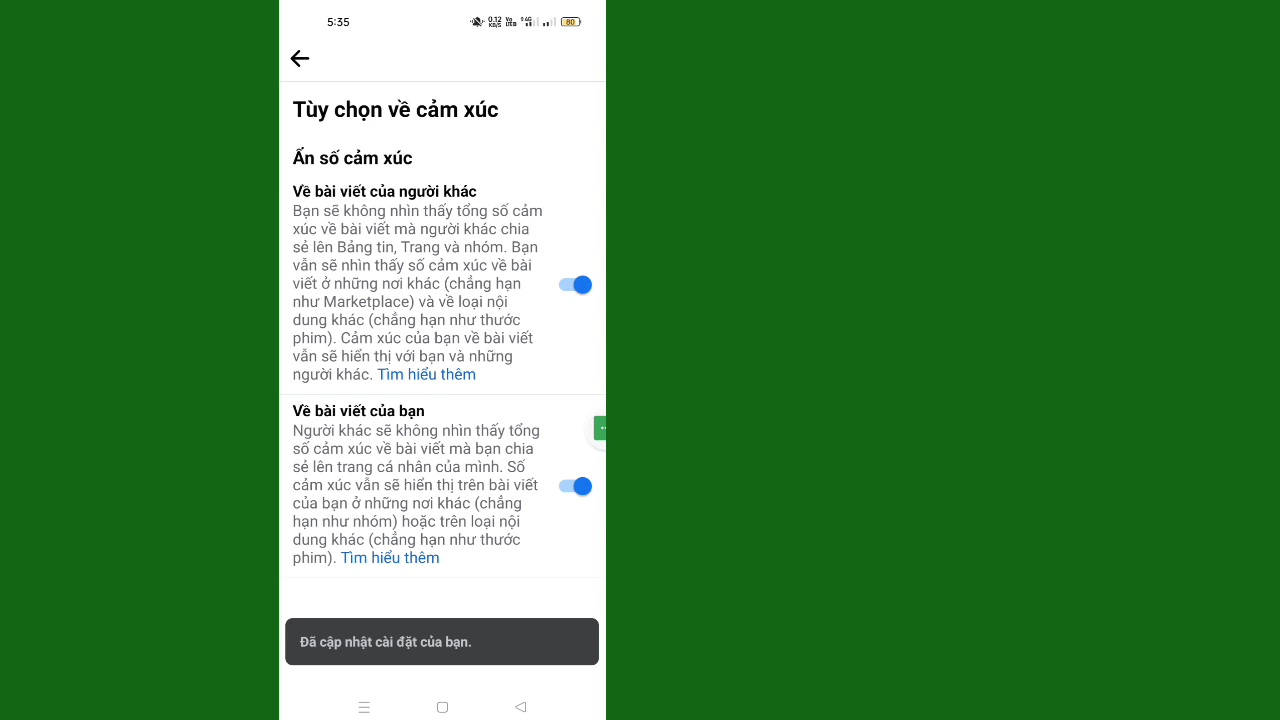 5:35
0.12
KB/S
Vo
LTE
0.4G
80
Tùy chọn về cảm xúc
Ẩn số cảm xúc
Về bài viết của người khác
Bạn sẽ không nhìn thấy tổng số cảm
xúc về bài viết mà người khác chia
sẻ lên Bảng tin, Trang và nhóm. Bạn
vẫn sẽ nhìn thấy số cảm xúc về bài
viết ở những nơi khác (chẳng hạn
như Marketplace) và về loại nội
dung khác (chẳng hạn như thước
phim). Cảm xúc của bạn về bài viết
vẫn sẽ hiển thị với bạn và những
người khác. Tìm hiểu thêm
Về bài viết của bạn
Người khác sẽ không nhìn thấy tổng
số cảm xúc về bài viết mà bạn chia
sẻ lên trang cá nhân của mình. Số
cảm xúc vẫn sẽ hiển thị trên bài viết
của bạn ở những nơi khác (chẳng
hạn như nhóm) hoặc trên loại nội
dung khác (chẳng hạn như thước
phim). Tìm hiểu thêm
Đã cập nhật cài đặt của bạn.